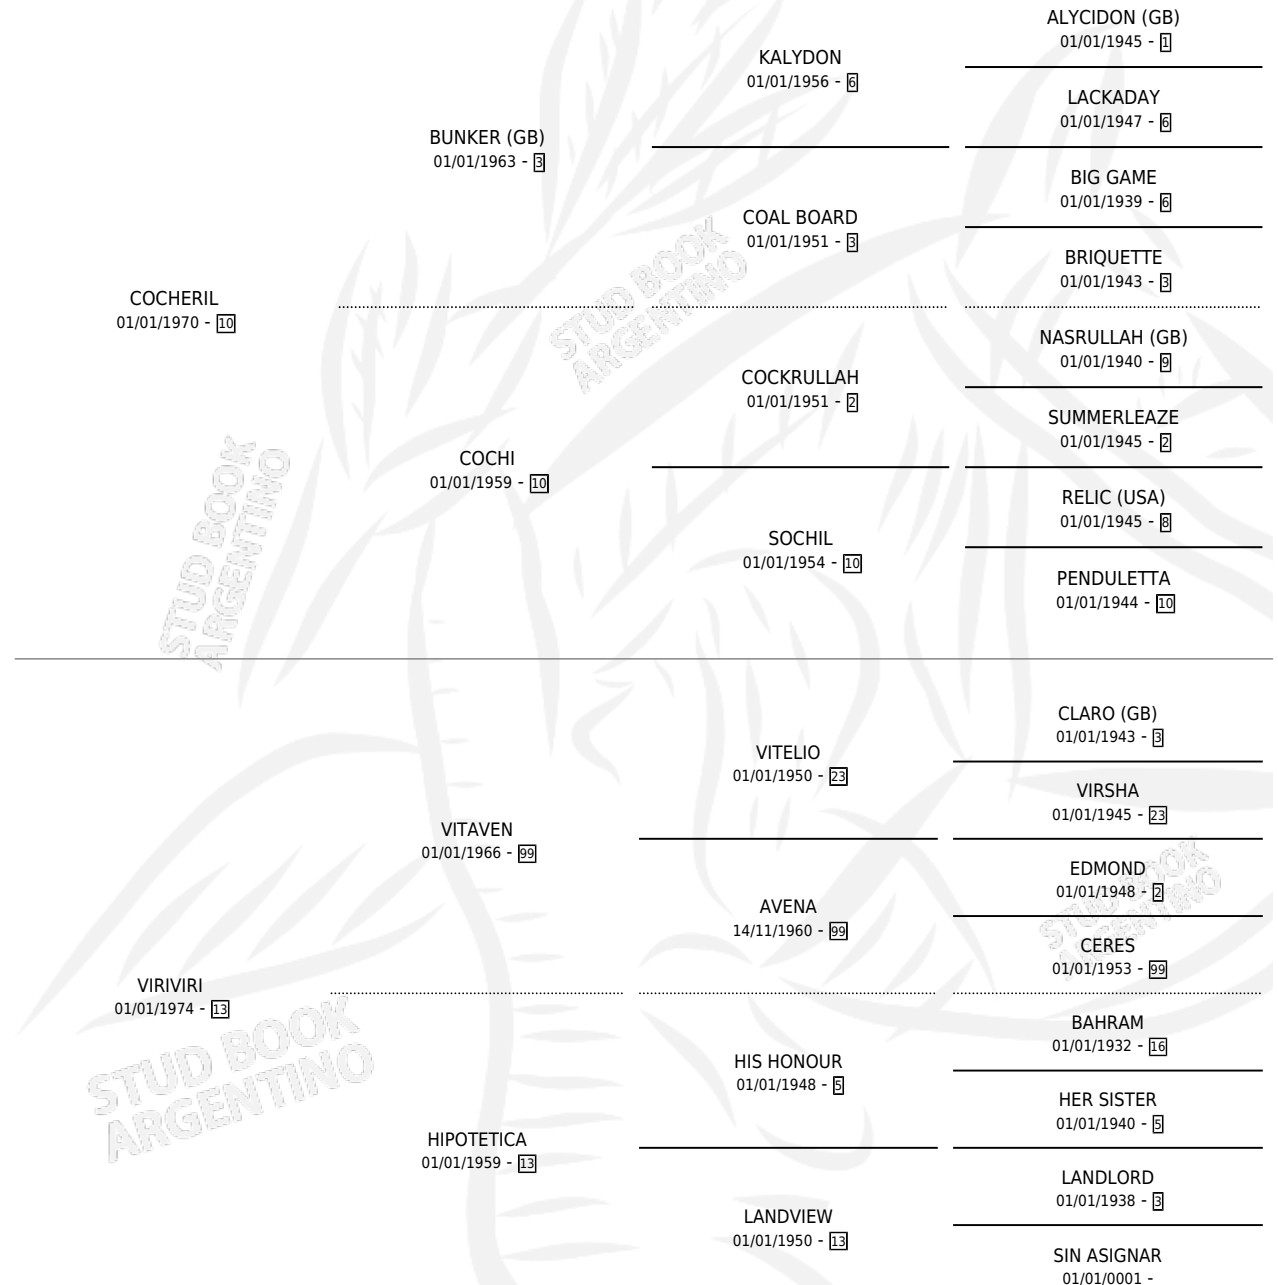 ALYCIDON (GB)
01/01/1945 - 1
KALYDON
01/01/1956 - 6
LACKADAY
01/01/1947 - 6
BUNKER (GB)
01/01/1963 - 3
BIG GAME
01/01/1939 - 6
COAL BOARD
01/01/1951 - 3
BRIQUETTE
01/01/1943 - 3
COCHERIL
01/01/1970 - 10
STUD BOOK
ARGENTINO
NASRULLAH (GB)
01/01/1940 - 9
COCKRULLAH
01/01/1951 - 2
SUMMERLEAZE
01/01/1945 - 2
COCHI
01/01/1959 - 10
RELIC (USA)
01/01/1945 - 8
SOCHIL
01/01/1954 - 10
PENDULETTA
01/01/1944 - 10
STUD BOOK
ARGENTINO
CLARO (GB)
01/01/1943 - 3
VITELIO
01/01/1950 - 23
VIRSHA
01/01/1945 - 23
VITAVEN
01/01/1966 - 99
EDMOND
01/01/1948 - 2
AVENA
14/11/1960 - 99
CERES
01/01/1953 - 99
STUD BOOK
ARGENTINO
VIRIVIRI
01/01/1974 - 13
BAHRAM
01/01/1932 - 16
HIS HONOUR
01/01/1948 - 5
HER SISTER
01/01/1940 - 5
STUD BOOK
ARGENTINO
HIPOTETICA
01/01/1959 - 13
LANDLORD
01/01/1938 - 3
LANDVIEW
01/01/1950 - 13
SIN ASIGNAR
01/01/0001 -